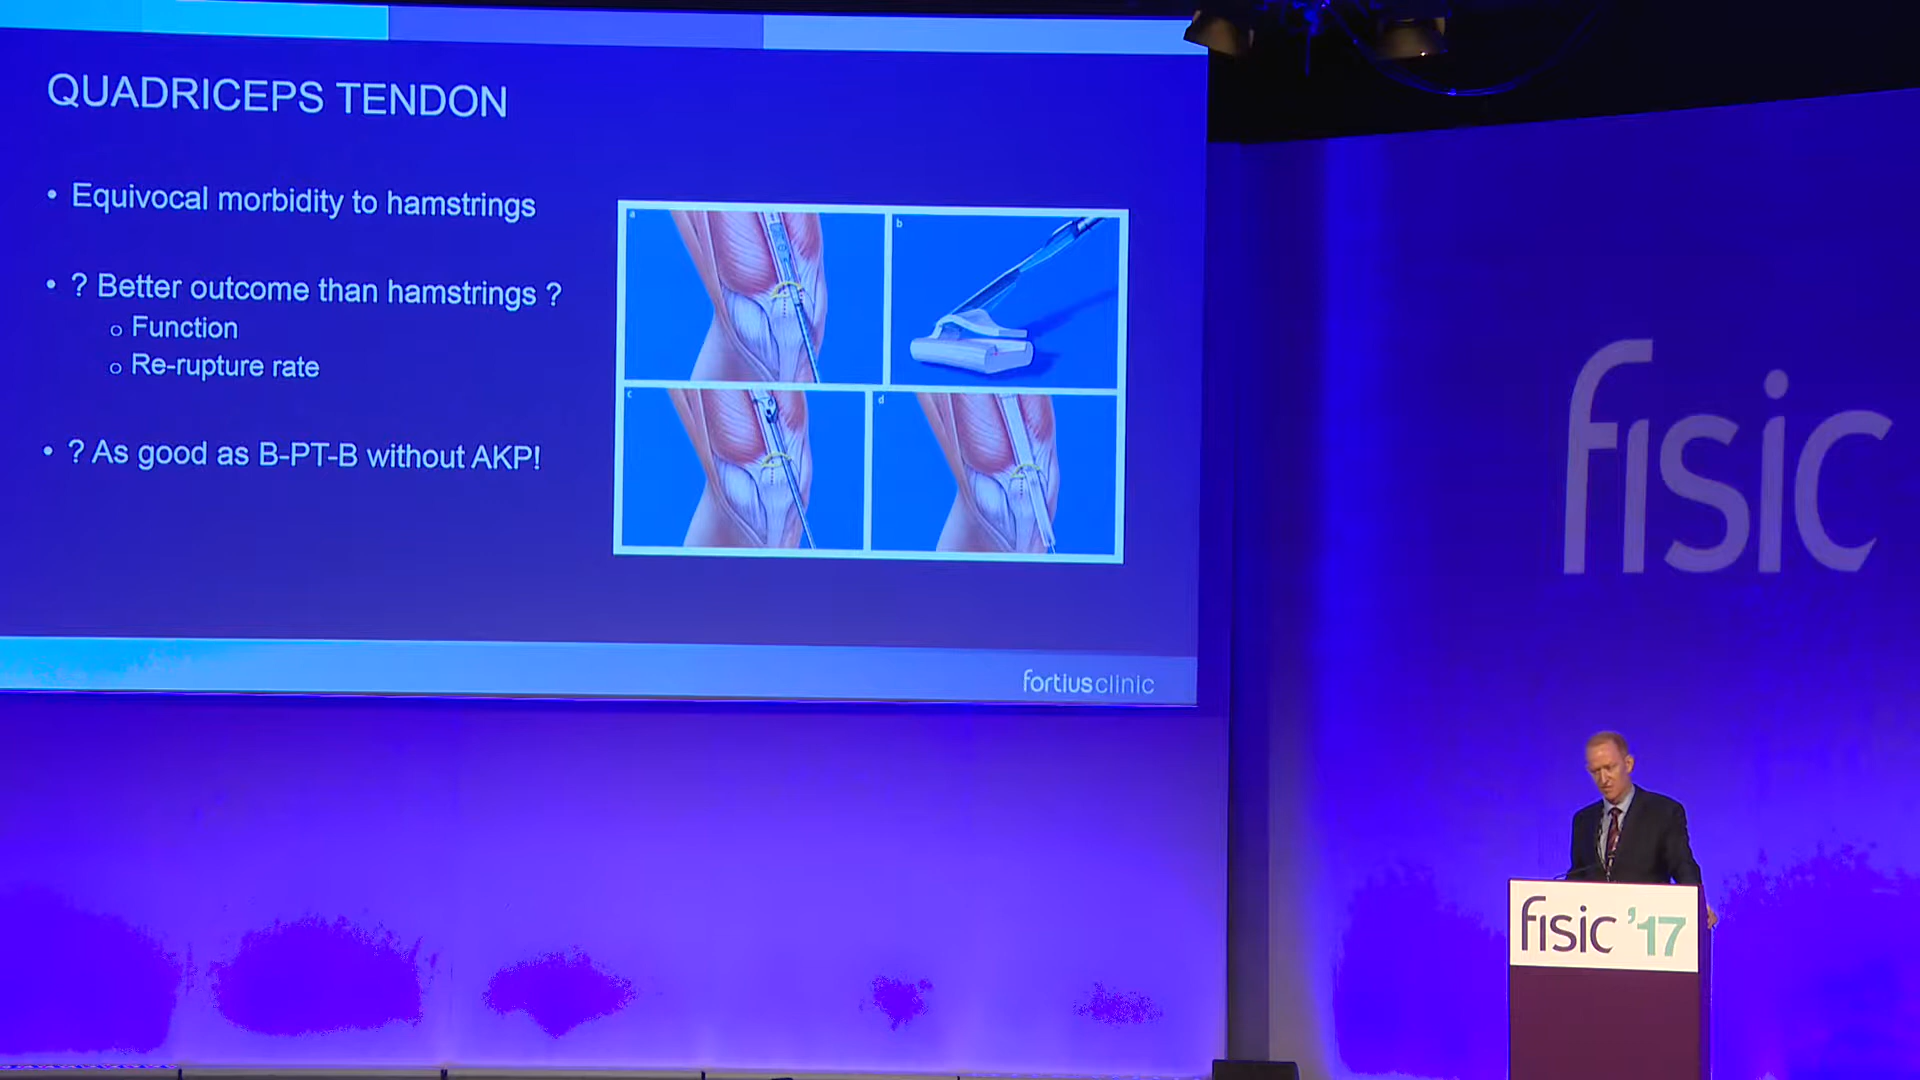 QUADRICEPS TENDON
• Equivocal morbidity to hamstrings
• ? Better outcome than hamstrings ?
o Function
o Re-rupture rate
• ? As good as B-PT-B without AKP!
a
b
c
d
fortiusclinic
fisic
fisic '17